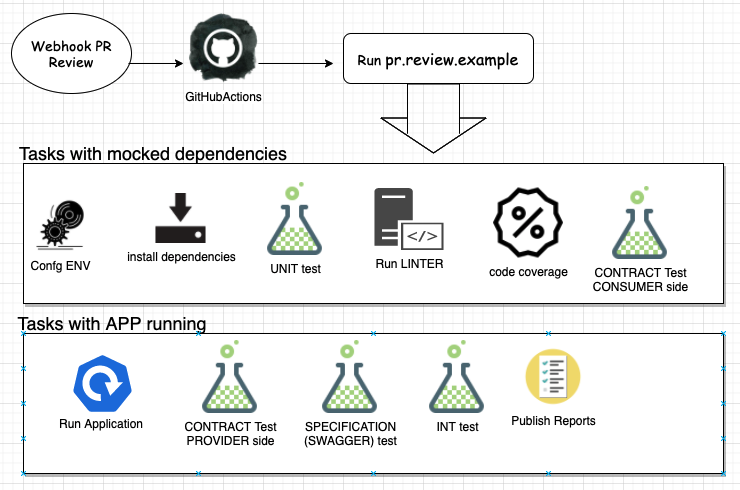 Webhook PR
Review
GitHubActions
Run pr.review.example
Tasks with mocked dependencies
Confg ENV
install dependencies
UNIT test
</>
Run LINTER
%
code coverage
CONTRACT Test
CONSUMER side
Tasks with APP running
Run Application
CONTRACT Test
PROVIDER side
SPECIFICATION
(SWAGGER) test
INT test
Publish Reports